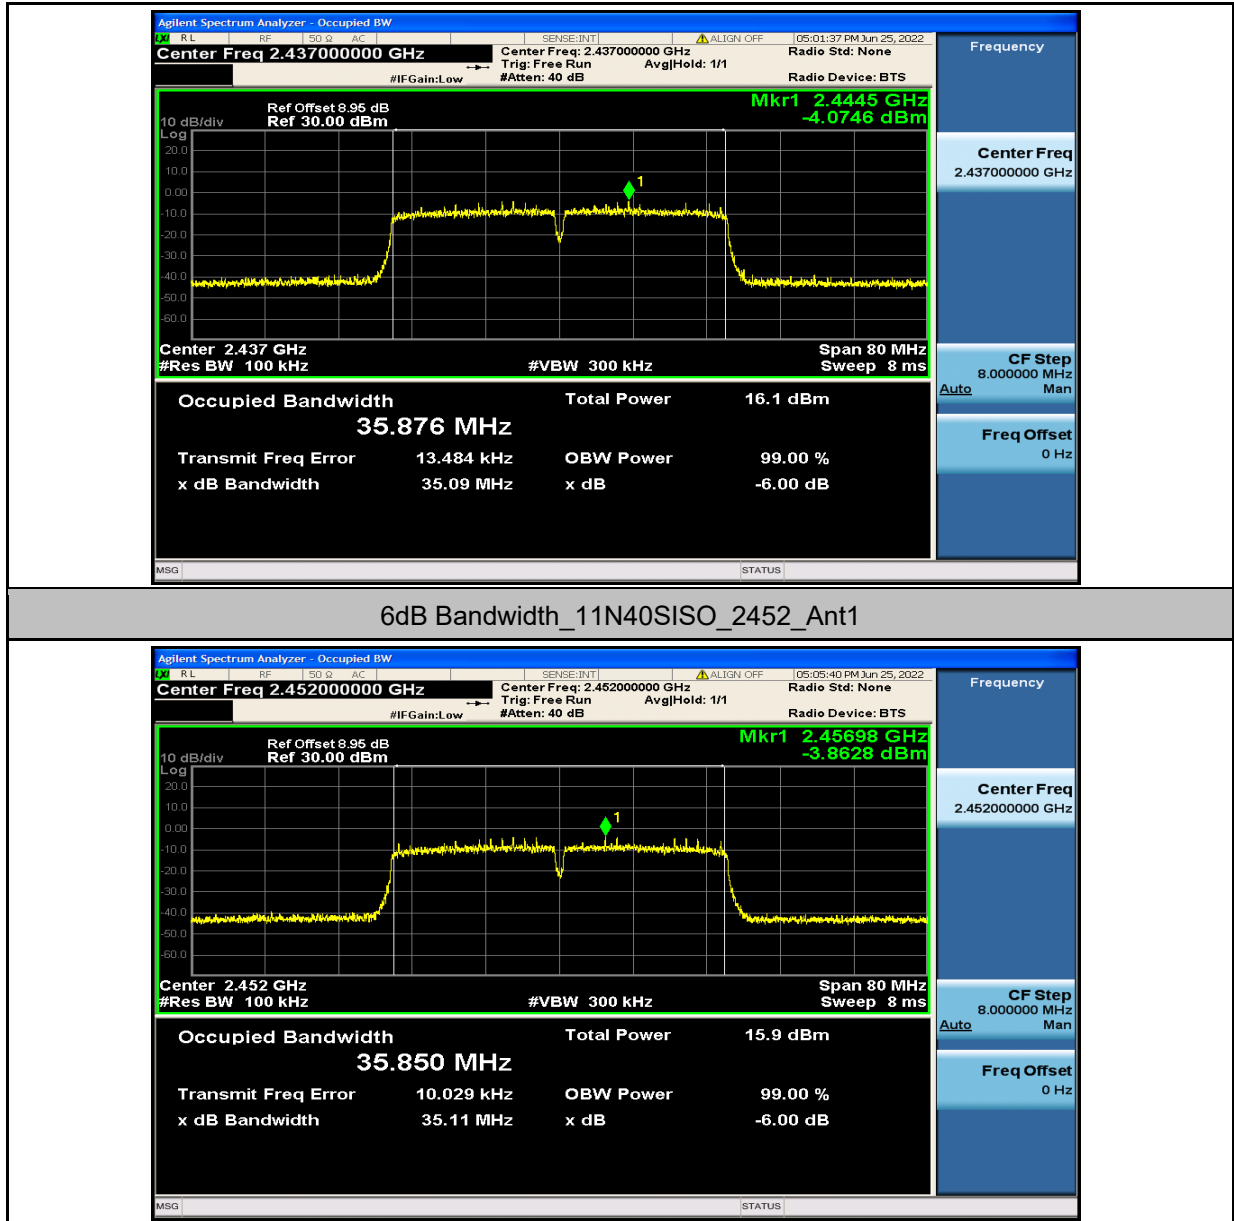 Agilent Spectrum Analyzer - Occupied BW
LXI RL RF 50 Ω AC SENSE:INT ALIGN OFF 05:01:37 PM Jun 25, 2022
Center Freq 2.437000000 GHz
Center Freq: 2.437000000 GHz
Radio Std: None
Trig: Free Run Avg|Hold: 1/1
#IFGain:Low #Atten: 40 dB Radio Device: BTS
Frequency
Mkr1 2.4445 GHz
-4.0746 dBm
Ref Offset 8.95 dB
10 dB/div Ref 30.00 dBm
Log
20.0
10.0
0.00
-10.0
-20.0
-30.0
-40.0
-50.0
-60.0
1
Center Freq
2.437000000 GHz
Center 2.437 GHz Span 80 MHz
#Res BW 100 kHz #VBW 300 kHz Sweep 8 ms
CF Step
8.000000 MHz
Auto Man
Occupied Bandwidth Total Power 16.1 dBm
35.876 MHz
Transmit Freq Error 13.484 kHz OBW Power 99.00 %
x dB Bandwidth 35.09 MHz x dB -6.00 dB
Freq Offset
0 Hz
MSG STATUS
6dB Bandwidth_11N40SISO_2452_Ant1
Agilent Spectrum Analyzer - Occupied BW
LXI RL RF 50 Ω AC SENSE:INT ALIGN OFF 05:05:40 PM Jun 25, 2022
Center Freq 2.452000000 GHz
Center Freq: 2.452000000 GHz
Radio Std: None
Trig: Free Run Avg|Hold: 1/1
#IFGain:Low #Atten: 40 dB Radio Device: BTS
Frequency
Mkr1 2.45698 GHz
-3.8628 dBm
Ref Offset 8.95 dB
10 dB/div Ref 30.00 dBm
Log
20.0
10.0
0.00
-10.0
-20.0
-30.0
-40.0
-50.0
-60.0
1
Center Freq
2.452000000 GHz
Center 2.452 GHz Span 80 MHz
#Res BW 100 kHz #VBW 300 kHz Sweep 8 ms
CF Step
8.000000 MHz
Auto Man
Occupied Bandwidth Total Power 15.9 dBm
35.850 MHz
Transmit Freq Error 10.029 kHz OBW Power 99.00 %
x dB Bandwidth 35.11 MHz x dB -6.00 dB
Freq Offset
0 Hz
MSG STATUS